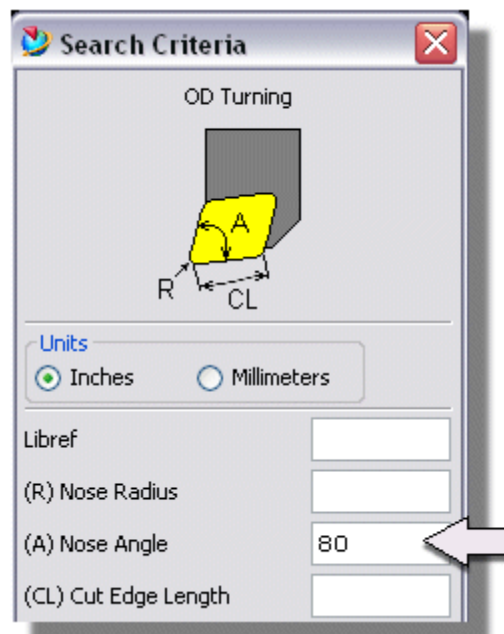 Search Criteria
OD Turning
A
R
CL
Units
Inches Millimeters
Libref
(R) Nose Radius
(A) Nose Angle 80
(CL) Cut Edge Length